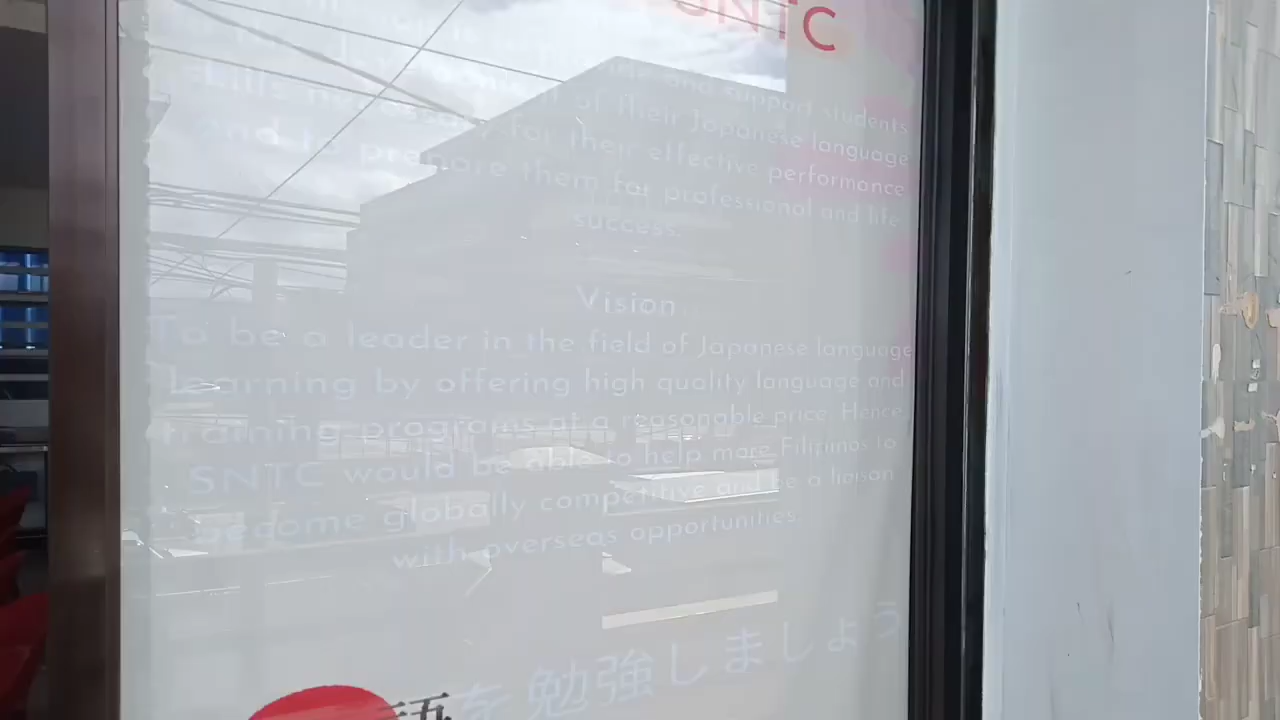 SNTC
and support students
of their Japanese language
for their effective performance
and to prepare them for professional and life
success.
Vision
To be a leader in the field of Japanese language
learning by offering high quality language and
training programs at a reasonable price. Hence,
SNTC would be able to help more Filipinos to
become globally competitive and be a liaison
with overseas opportunities.
語を勉強しましょう